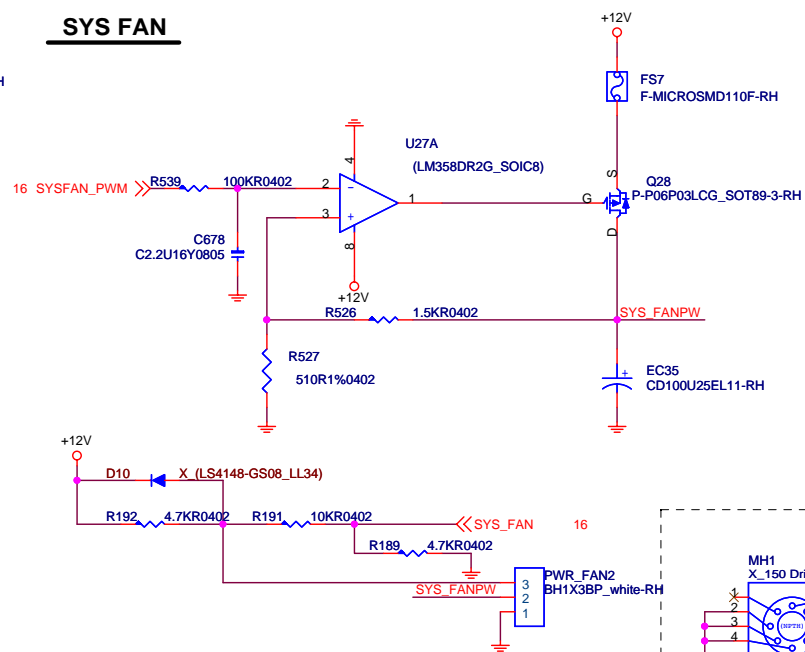 SYS FAN
H
+12V
FS7
F-MICROSMD110F-RH
U27A
(LM358DR2G_SOIC8)
16 SYSFAN_PWM R539 100KR0402
4
2
3
1
8
−
+
+12V
C678
C2.2U16Y0805
S
G
D
Q28
P-P06P03LCG_SOT89-3-RH
R526 1.5KR0402
SYS_FANPW
R527
510R1%0402
+
EC35
CD100U25EL11-RH
+12V
D10 X_(LS4148-GS08_LL34)
R192 4.7KR0402 R191 10KR0402 SYS_FAN 16
R189 4.7KR0402
SYS_FANPW
3
2
1
PWR_FAN2
BH1X3BP_white-RH
MH1
X_150 Dri
1
2
3
4
(NPTH)